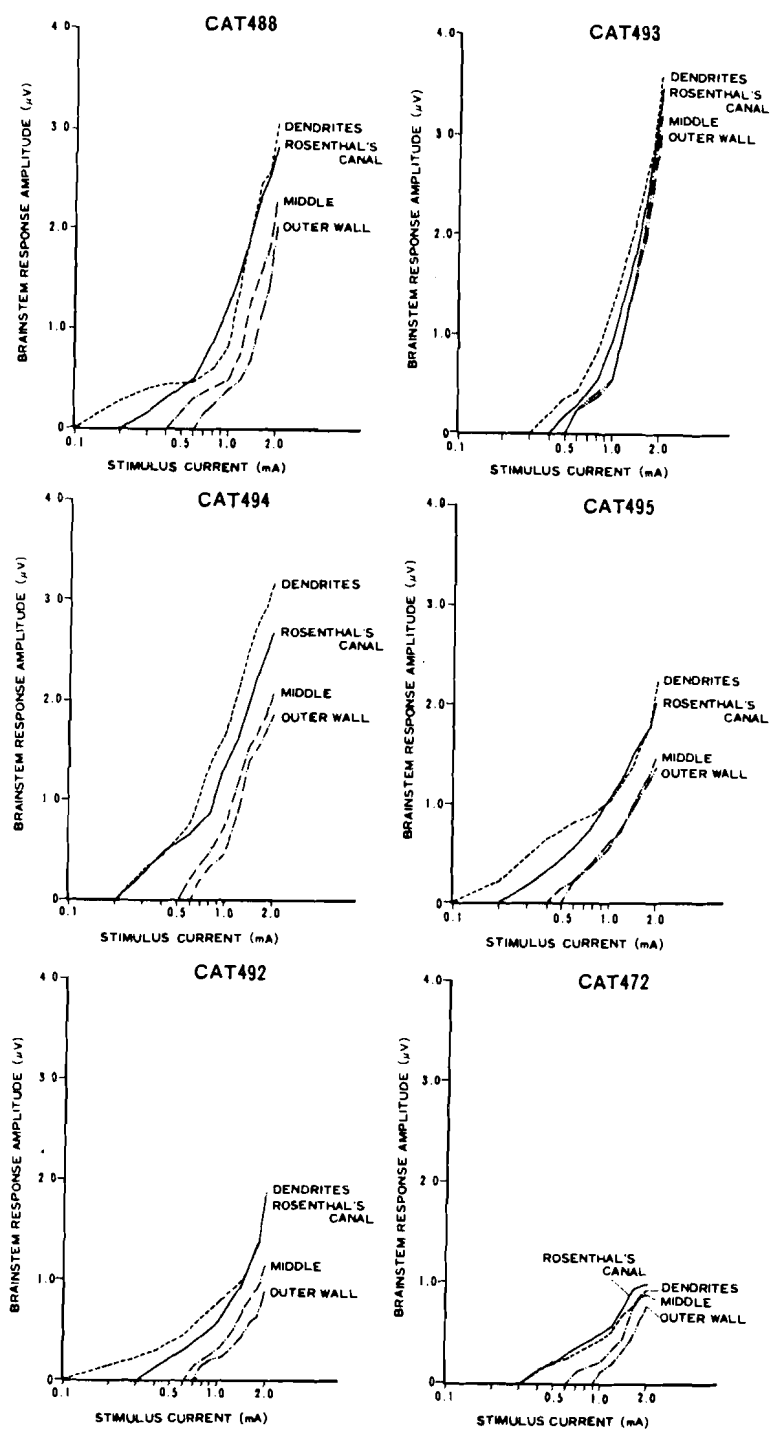 CAT488
BRAINSTEM RESPONSE AMPLITUDE (μV)
4 0
3 0
2 0
1 0
0
DENDRITES
ROSENTHAL'S
CANAL
MIDDLE
OUTER WALL
0.1 0.5 1.0 2.0
STIMULUS CURRENT (mA)
CAT493
BRAINSTEM RESPONSE AMPLITUDE (μV)
4.0
3.0
2.0
1.0
0
DENDRITES
ROSENTHAL'S
CANAL
MIDDLE
OUTER WALL
0.1 0.5 1.0 2.0
STIMULUS CURRENT (mA)
CAT494
BRAINSTEM RESPONSE AMPLITUDE (μV)
4 0
3 0
2 0
1 0
0
DENDRITES
ROSENTHAL'S
CANAL
MIDDLE
OUTER WALL
0.1 0.5 1.0 2.0
STIMULUS CURRENT (mA)
CAT495
BRAINSTEM RESPONSE AMPLITUDE (μV)
4.0
3.0
2.0
1.0
0
DENDRITES
ROSENTHAL'S
CANAL
MIDDLE
OUTER WALL
0.1 0.5 1.0 2.0
STIMULUS CURRENT (mA)
CAT492
BRAINSTEM RESPONSE AMPLITUDE (μV)
4 0
3 0
2 0
1 0
0
DENDRITES
ROSENTHAL'S
CANAL
MIDDLE
OUTER WALL
0.1 0.5 1.0 2.0
STIMULUS CURRENT (mA)
CAT472
BRAINSTEM RESPONSE AMPLITUDE (μV)
4.0
3.0
2.0
1.0
0
ROSENTHAL'S
CANAL
DENDRITES
MIDDLE
OUTER WALL
0.1 0.5 1.0 2.0
STIMULUS CURRENT (mA)